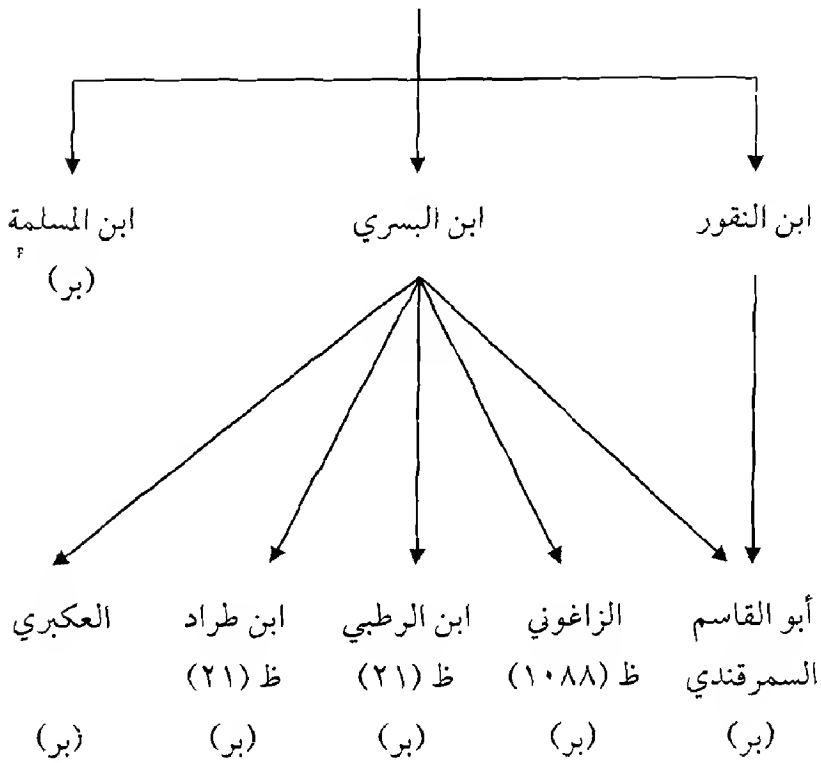 ابن النقور ابن البسري ابن المسلمة
(بر)
أبو القاسم الزاغوني ابن الرطبي ابن طراد العكبري
السمرقندي ظ (١٠٨٨) ظ (٢١) ظ (٢١)
(بر) (بر) (بر) (بر) (بر)